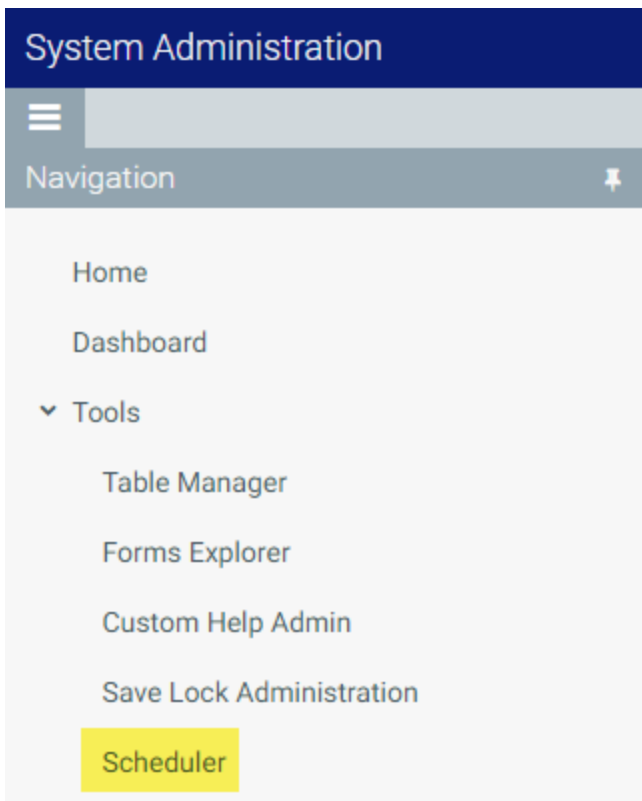 System Administration
Navigation
Home
Dashboard
Tools
Table Manager
Forms Explorer
Custom Help Admin
Save Lock Administration
Scheduler